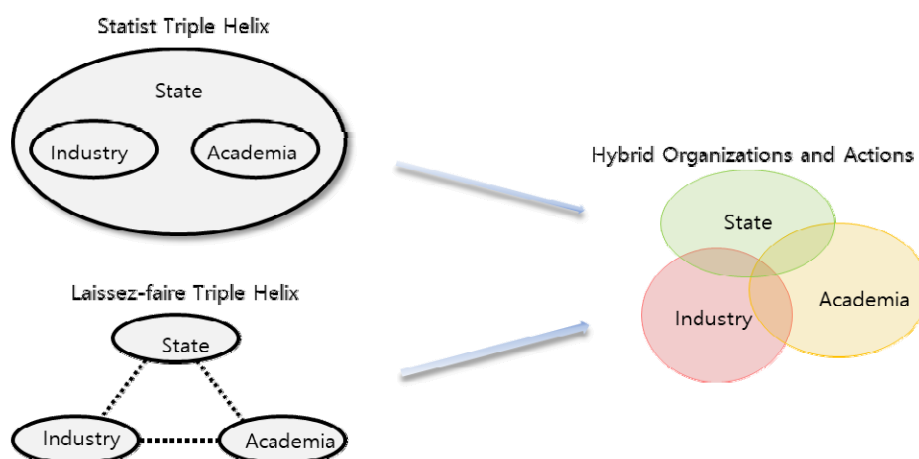 Statist Triple Helix
State
Industry
Academia
Laissez-faire Triple Helix
State
Industry
Academia
Hybrid Organizations and Actions
State
Industry
Academia